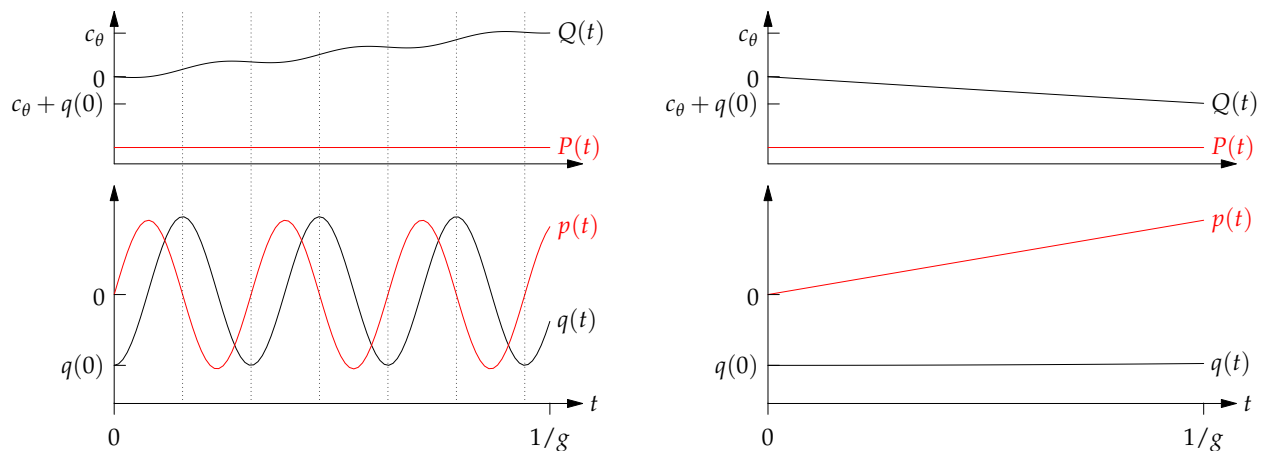 c_θ
Q(t)
0
c_θ + q(0)
P(t)
p(t)
0
q(t)
q(0)
t
0
1/g
c_θ
0
c_θ + q(0)
Q(t)
P(t)
p(t)
0
q(0)
q(t)
t
0
1/g